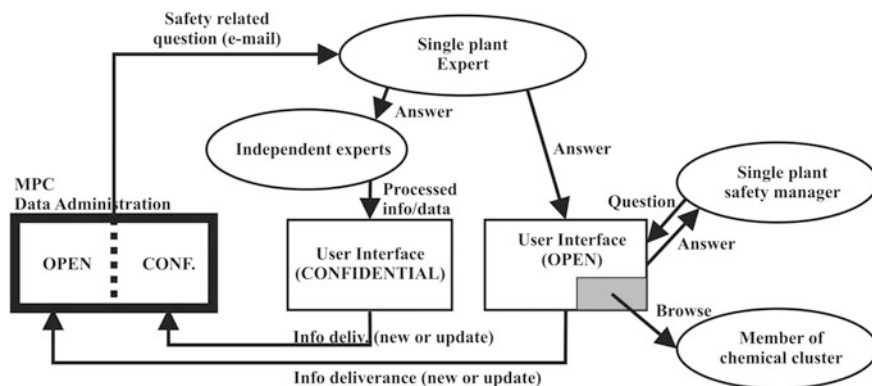 Safety related
question (e-mail)
Single plant
Expert
Answer
Independent experts
Answer
Single plant
safety manager
MPC
Data Administration
Processed
info/data
Question
OPEN
CONF.
User Interface
(CONFIDENTIAL)
User Interface
(OPEN)
Answer
Browse
Info deliv. (new or update)
Member of
chemical cluster
Info deliverance (new or update)